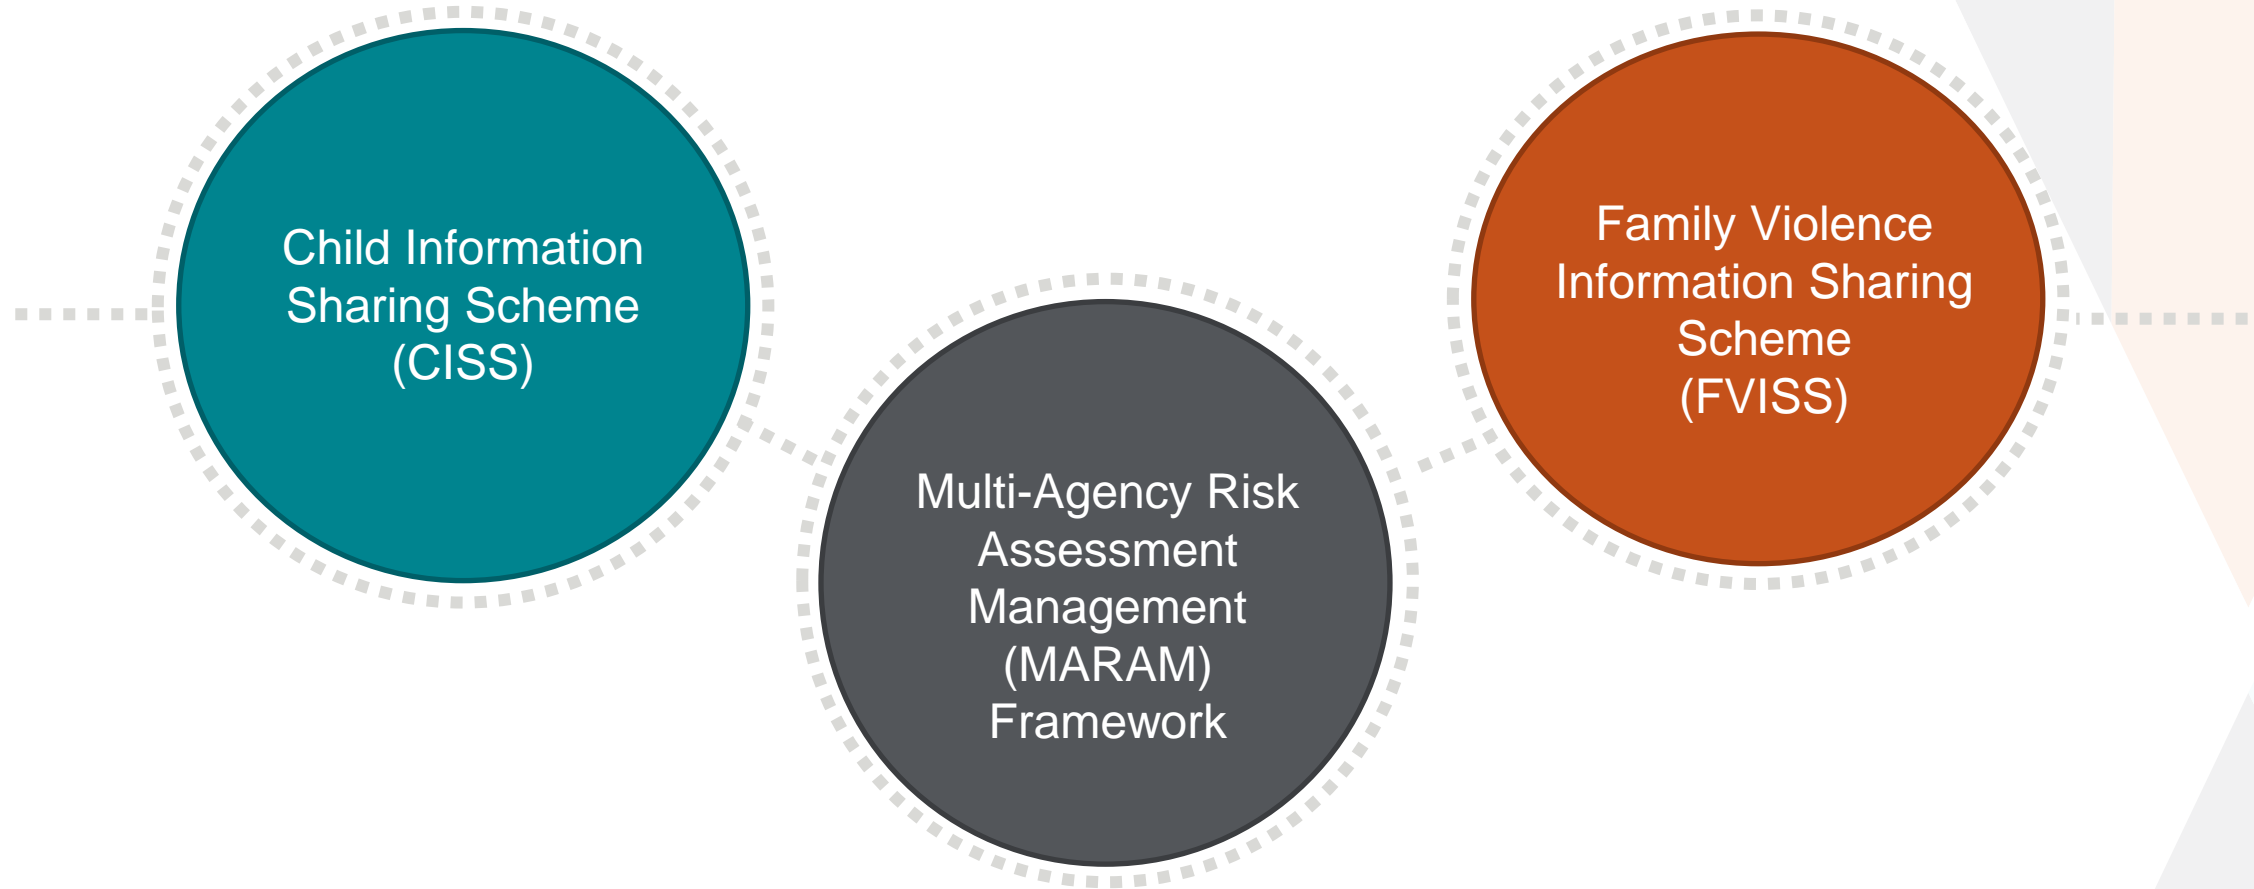 Child Information
Sharing Scheme
(CISS)
Multi-Agency Risk
Assessment
Management
(MARAM)
Framework
Family Violence
Information Sharing
Scheme
(FVISS)